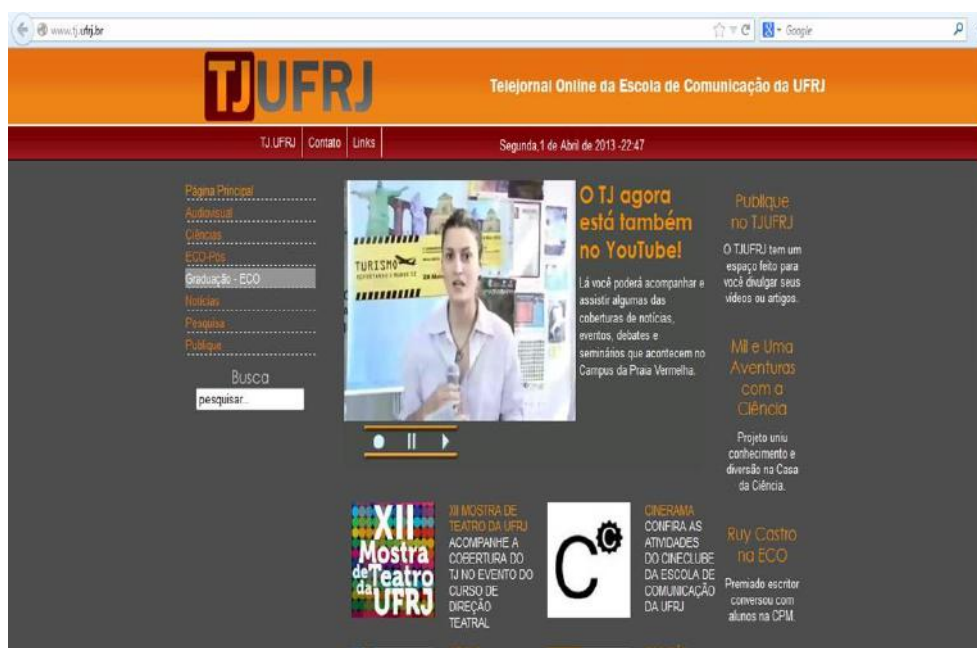 www.tj.ufrj.br
Google
TJUFRJ
Telejornal Online da Escola de Comunicação da UFRJ
TJ.UFRJ
Contato
Links
Segunda,1 de Abril de 2013 -22:47
Página Principal
Audiovisual
Ciências
ECO-Pós
Graduação - ECO
Notícias
Pesquisa
Publique
Busca
pesquisar...
TURISMO
O TJ agora
está também
no YouTube!
Lá você poderá acompanhar e
assistir algumas das
coberturas de notícias,
eventos, debates e
seminários que acontecem no
Campus da Praia Vermelha.
Publique
no TJUFRJ
O TJUFRJ tem um
espaço feito para
você divulgar seus
vídeos ou artigos.
Mil e Uma
Aventuras
com a
Ciência
Projeto uniu
conhecimento e
diversão na Casa
da Ciência.
Ruy Castro
na ECO
Premiado escritor
conversou com
alunos na CPM.
XII
Mostra
de Teatro
da UFRJ
XII MOSTRA DE
TEATRO DA UFRJ
ACOMPANHE A
COBERTURA DO
TJ NO EVENTO DO
CURSO DE
DIREÇÃO
TEATRAL
C
C
CINERAMA
CONFIRA AS
ATIVIDADES
DO CINECLUBE
DA ESCOLA DE
COMUNICAÇÃO
DA UFRJ